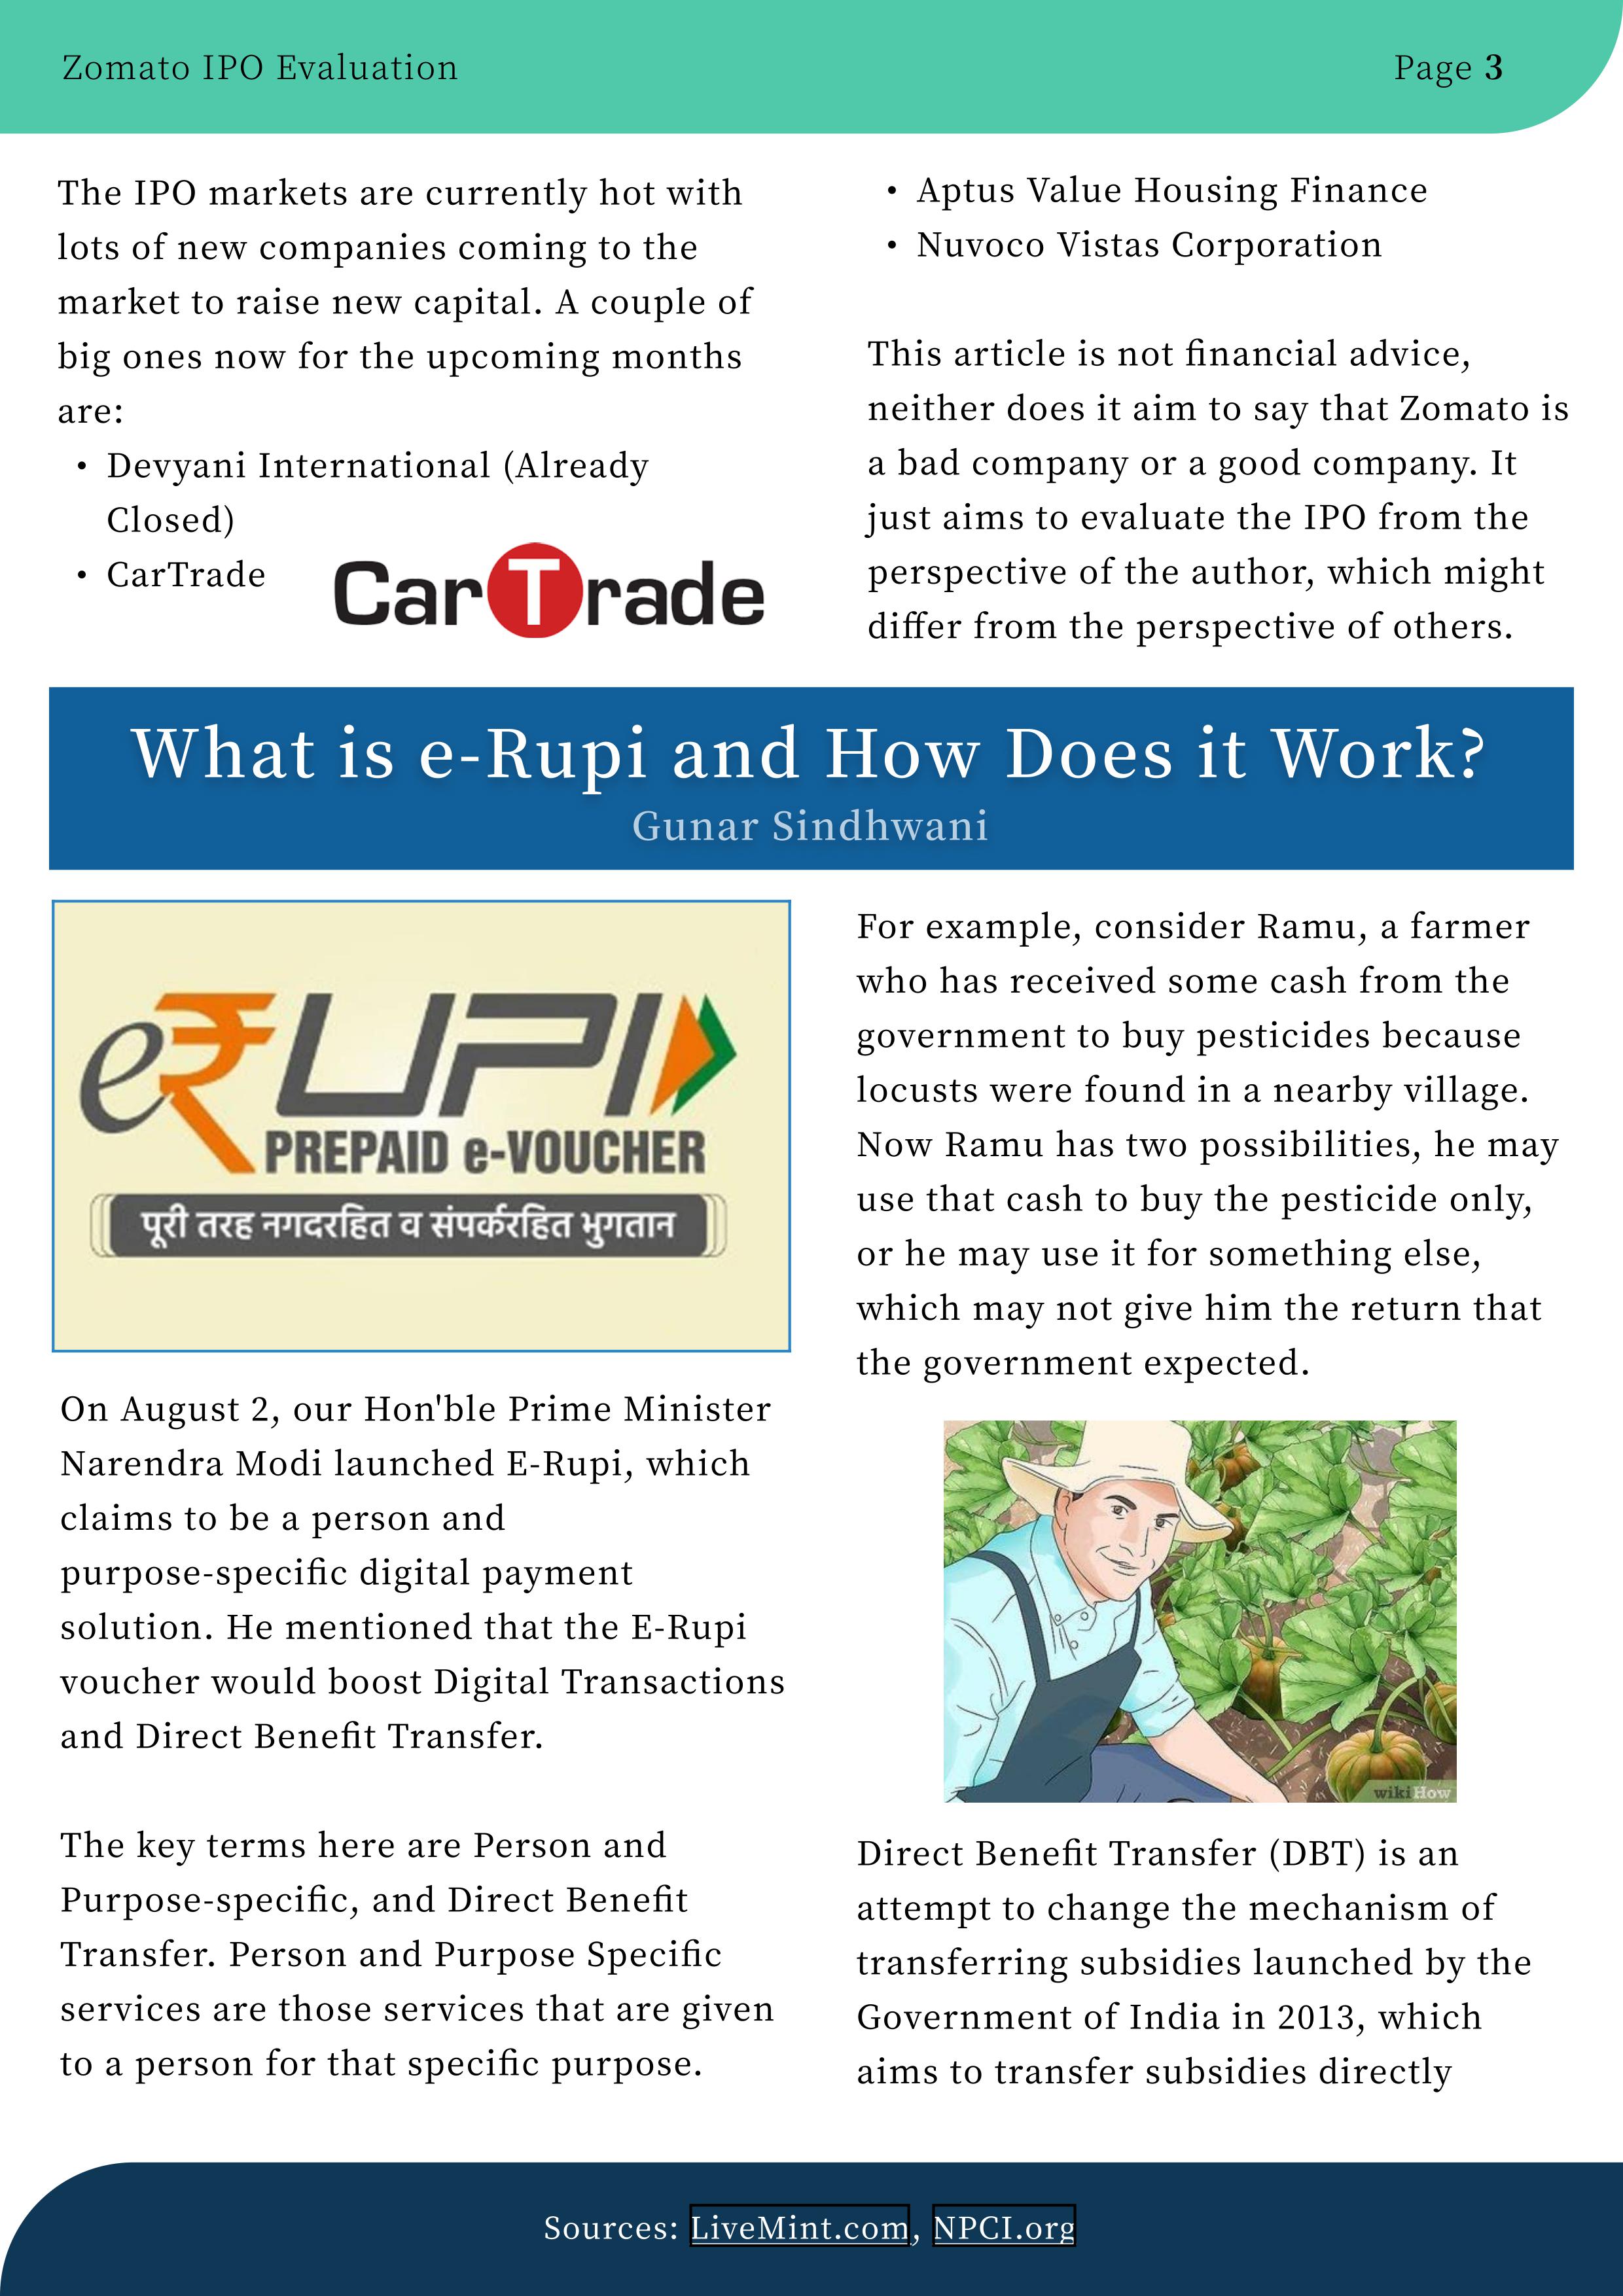 Zomato IPO Evaluation
Page 3
The IPO markets are currently hot with
lots of new companies coming to the
market to raise new capital. A couple of
big ones now for the upcoming months
are:
• Devyani International (Already
Closed)
• CarTrade
CarTrade
• Aptus Value Housing Finance
• Nuvoco Vistas Corporation
This article is not financial advice,
neither does it aim to say that Zomato is
a bad company or a good company. It
just aims to evaluate the IPO from the
perspective of the author, which might
differ from the perspective of others.
What is e-Rupi and How Does it Work?
Gunar Sindhwani
e₹UPI
PREPAID e-VOUCHER
पूरी तरह नगदरहित व संपर्करहित भुगतान
On August 2, our Hon'ble Prime Minister
Narendra Modi launched E-Rupi, which
claims to be a person and
purpose-specific digital payment
solution. He mentioned that the E-Rupi
voucher would boost Digital Transactions
and Direct Benefit Transfer.
The key terms here are Person and
Purpose-specific, and Direct Benefit
Transfer. Person and Purpose Specific
services are those services that are given
to a person for that specific purpose.
For example, consider Ramu, a farmer
who has received some cash from the
government to buy pesticides because
locusts were found in a nearby village.
Now Ramu has two possibilities, he may
use that cash to buy the pesticide only,
or he may use it for something else,
which may not give him the return that
the government expected.
wikiHow
Direct Benefit Transfer (DBT) is an
attempt to change the mechanism of
transferring subsidies launched by the
Government of India in 2013, which
aims to transfer subsidies directly
Sources: LiveMint.com, NPCI.org